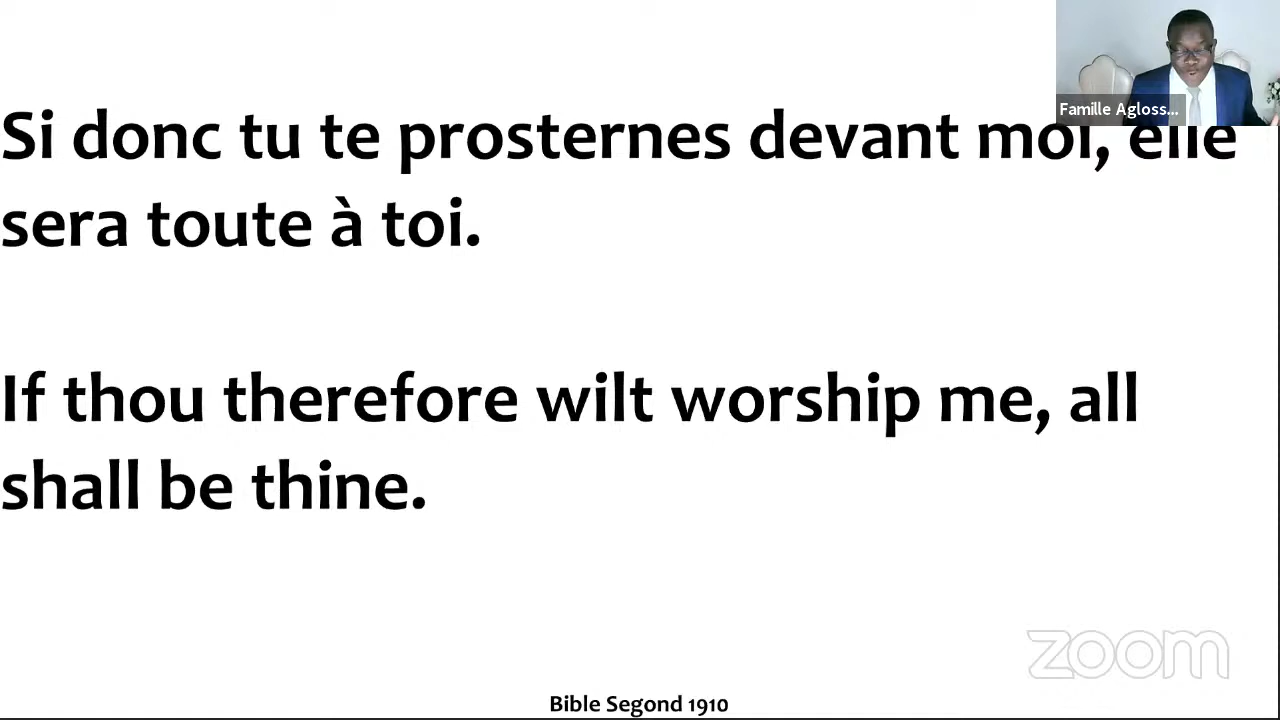 Famille Agloss...
Si donc tu te prosternes devant moi, elle
sera toute à toi.
If thou therefore wilt worship me, all
shall be thine.
zoom
Bible Segond 1910